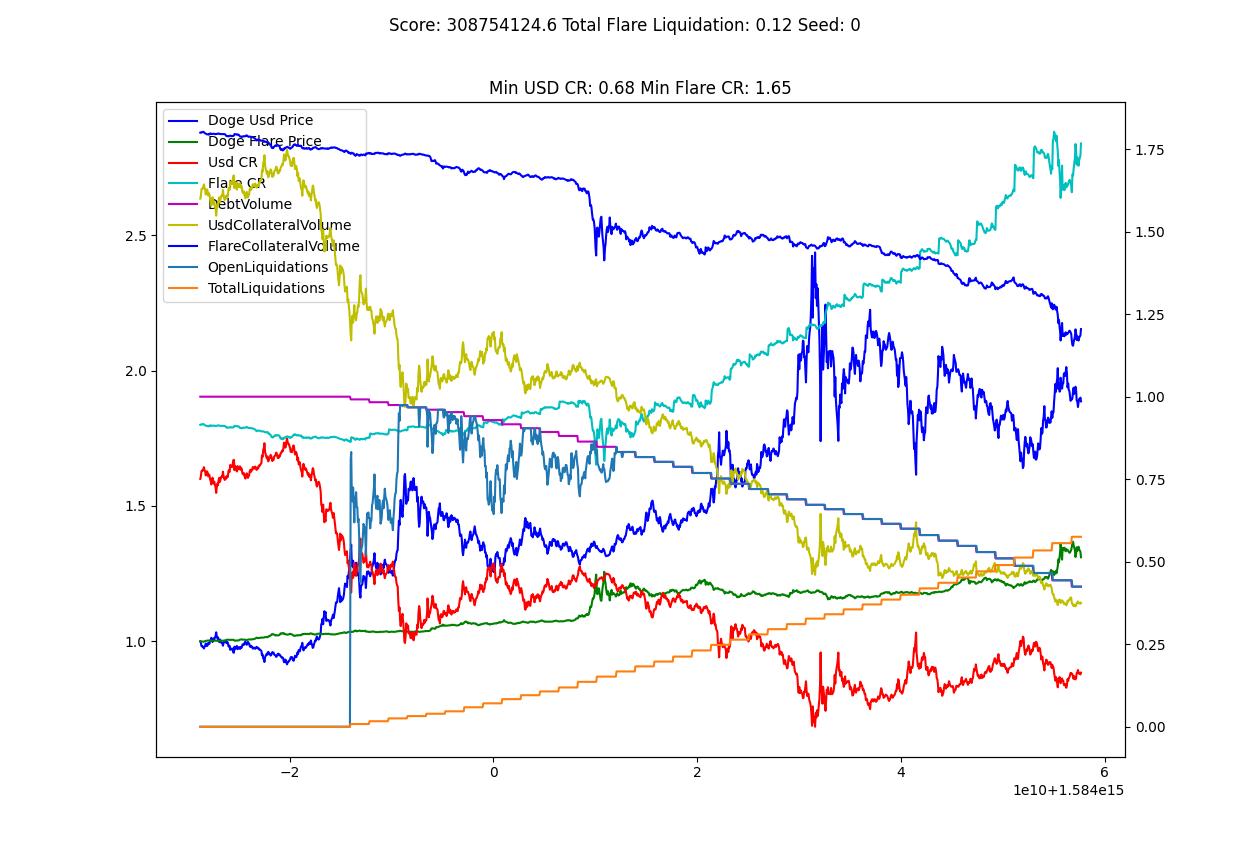 Score: 308754124.6 Total Flare Liquidation: 0.12 Seed: 0
Min USD CR: 0.68 Min Flare CR: 1.65
Doge Usd Price
Doge Flare Price
Usd CR
Flare CR
DebtVolume
UsdCollateralVolume
FlareCollateralVolume
OpenLiquidations
TotalLiquidations
2.5
2.0
1.5
1.0
1.75
1.50
1.25
1.00
0.75
0.50
0.25
0.00
−2
0
2
4
6
1e10+1.584e15